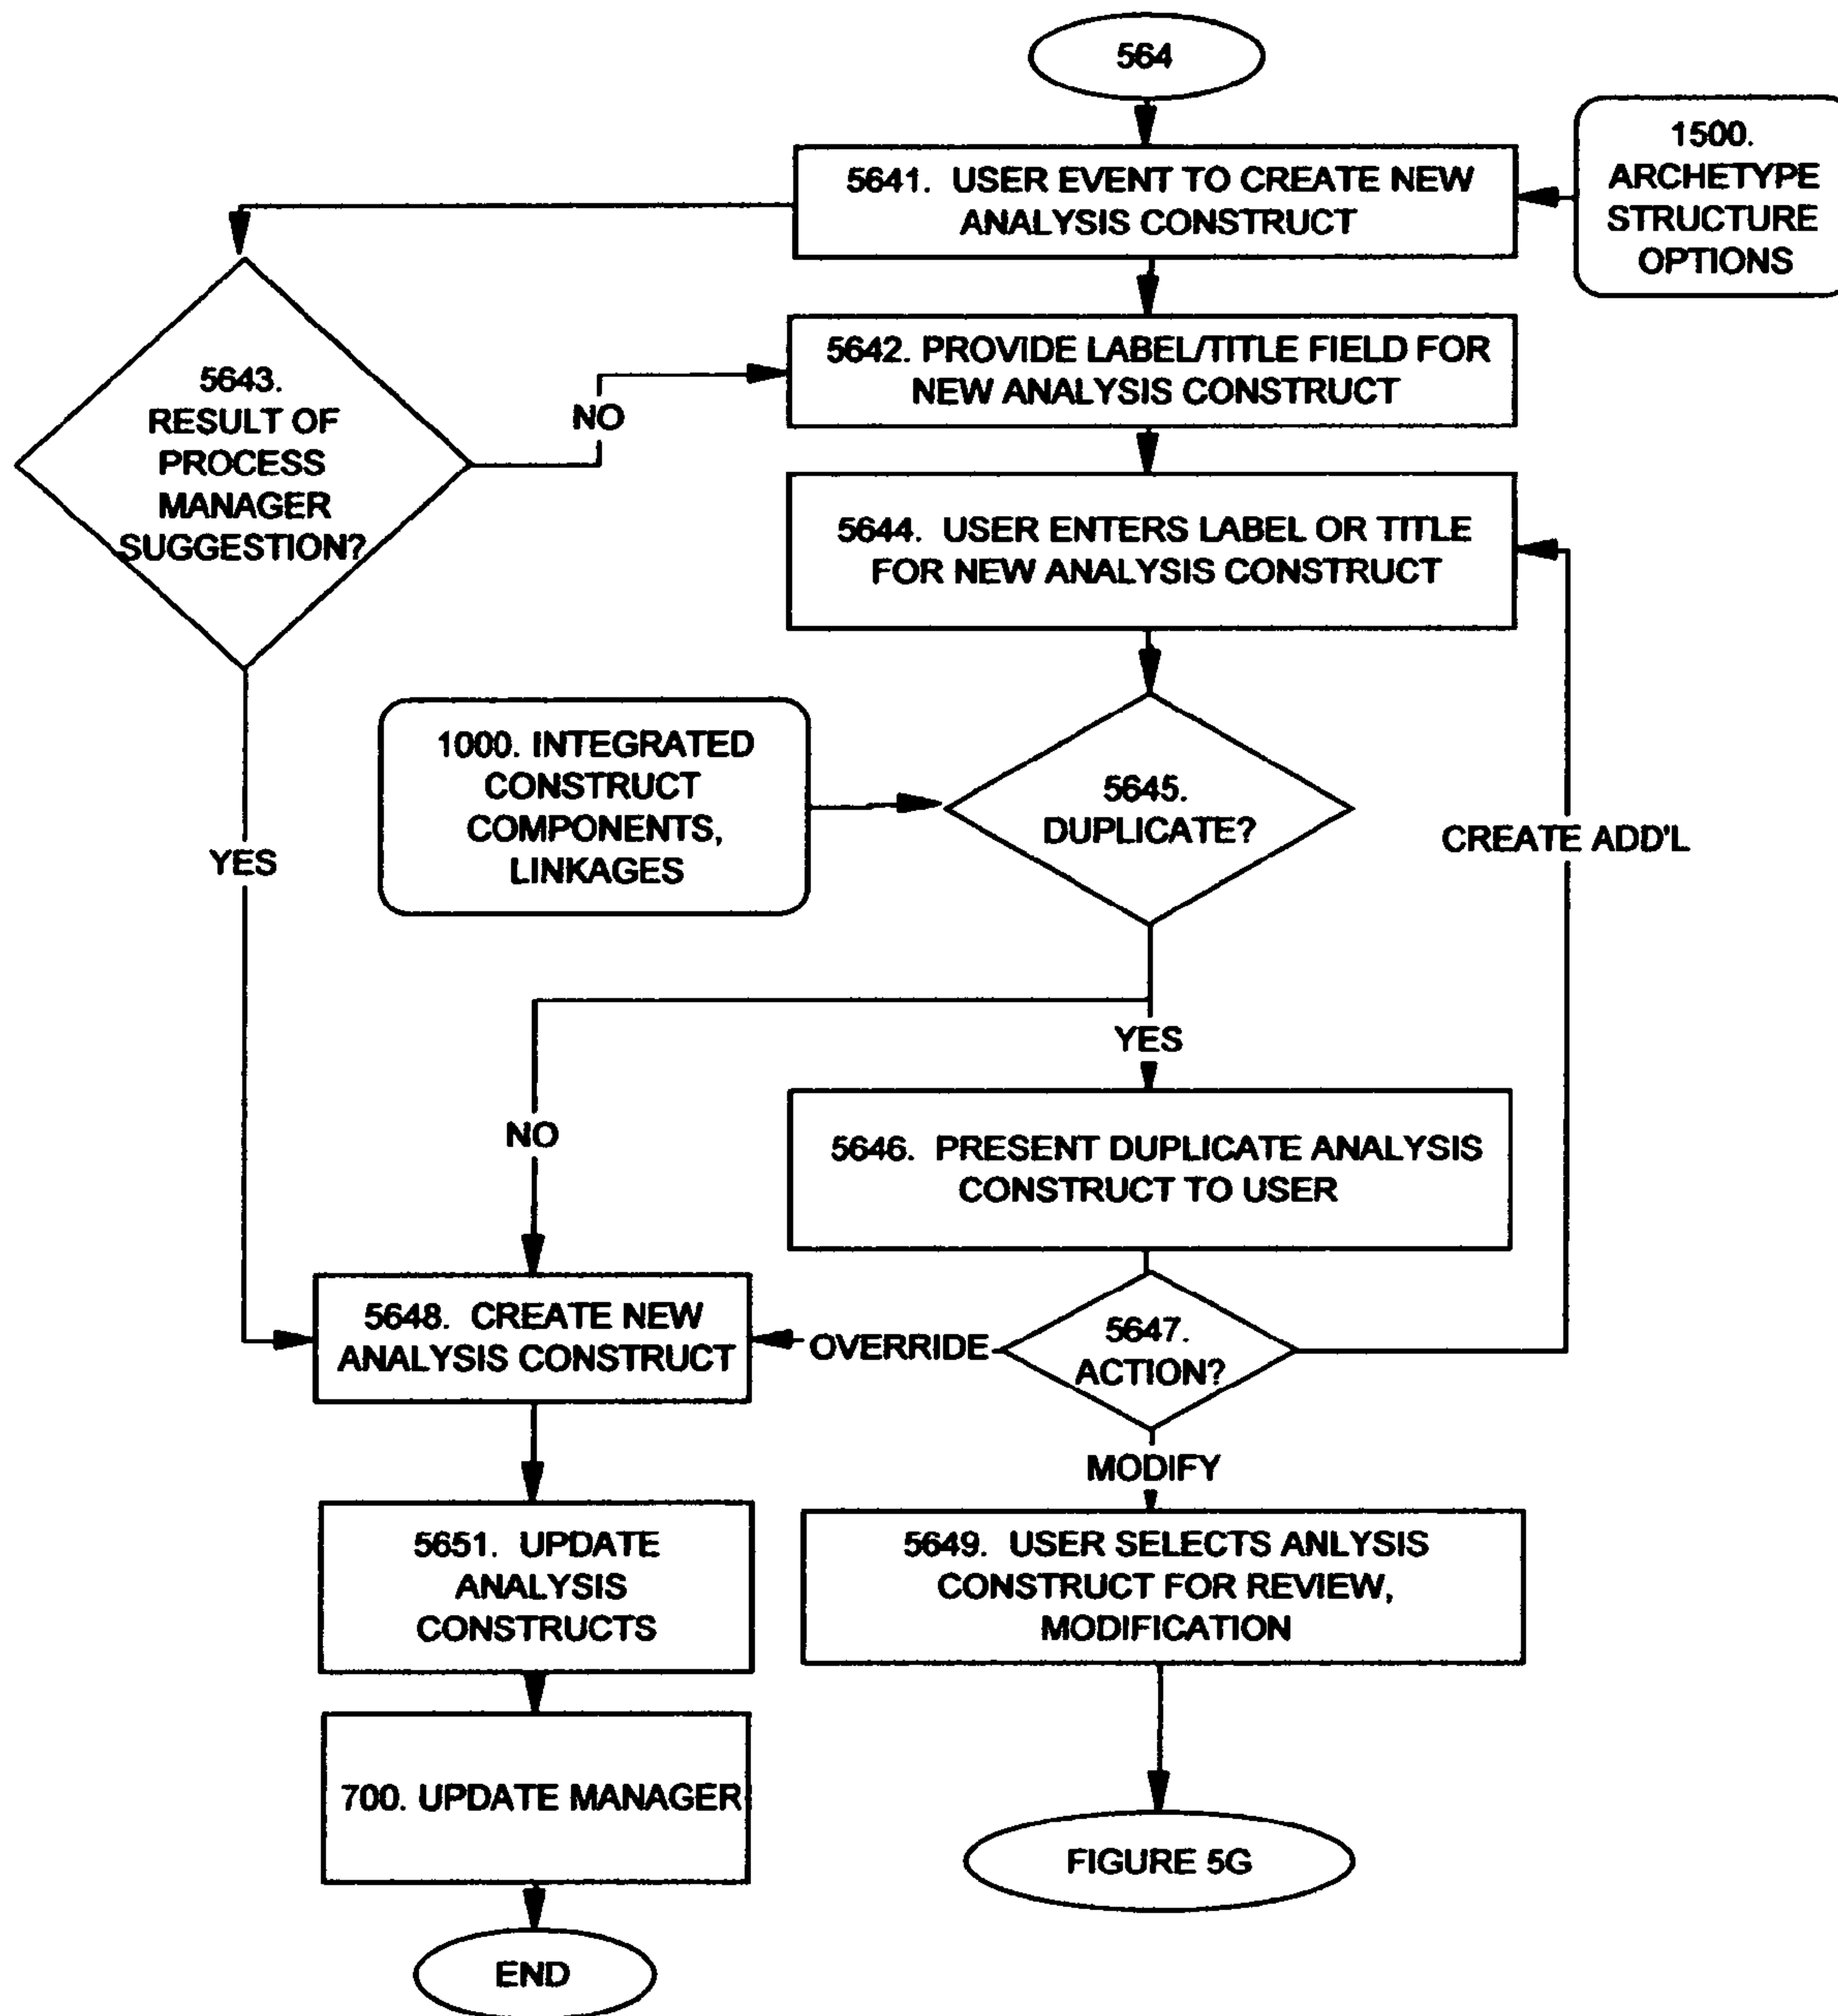 564
1500.
ARCHETYPE
STRUCTURE
OPTIONS
5641. USER EVENT TO CREATE NEW
ANALYSIS CONSTRUCT
5642. PROVIDE LABEL/TITLE FIELD FOR
NEW ANALYSIS CONSTRUCT
5643.
RESULT OF
PROCESS
MANAGER
SUGGESTION?
NO
5644. USER ENTERS LABEL OR TITLE
FOR NEW ANALYSIS CONSTRUCT
1000. INTEGRATED
CONSTRUCT
COMPONENTS,
LINKAGES
5645.
DUPLICATE?
CREATE ADD'L
YES
YES
NO
5646. PRESENT DUPLICATE ANALYSIS
CONSTRUCT TO USER
5648. CREATE NEW
ANALYSIS CONSTRUCT
OVERRIDE
5647.
ACTION?
MODIFY
5651. UPDATE
ANALYSIS
CONSTRUCTS
5649. USER SELECTS ANLYSIS
CONSTRUCT FOR REVIEW,
MODIFICATION
700. UPDATE MANAGER
FIGURE 5G
END